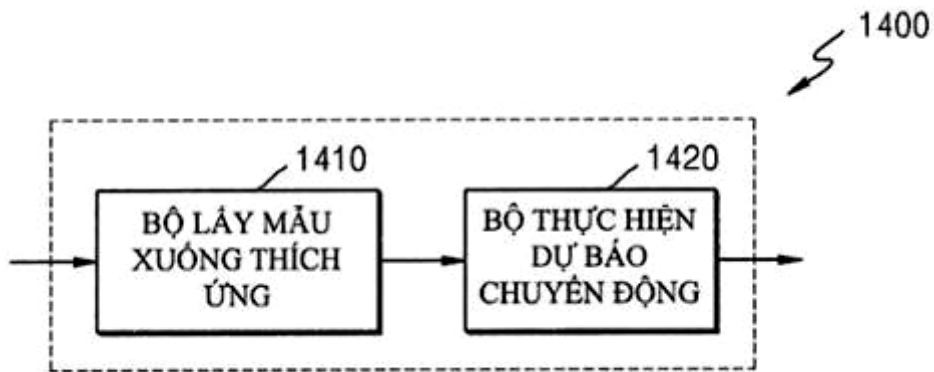 1400
1410
BỘ LẤY MẪU
XUỐNG THÍCH
ỨNG
1420
BỘ THỰC HIỆN
DỰ BÁO
CHUYỂN ĐỘNG